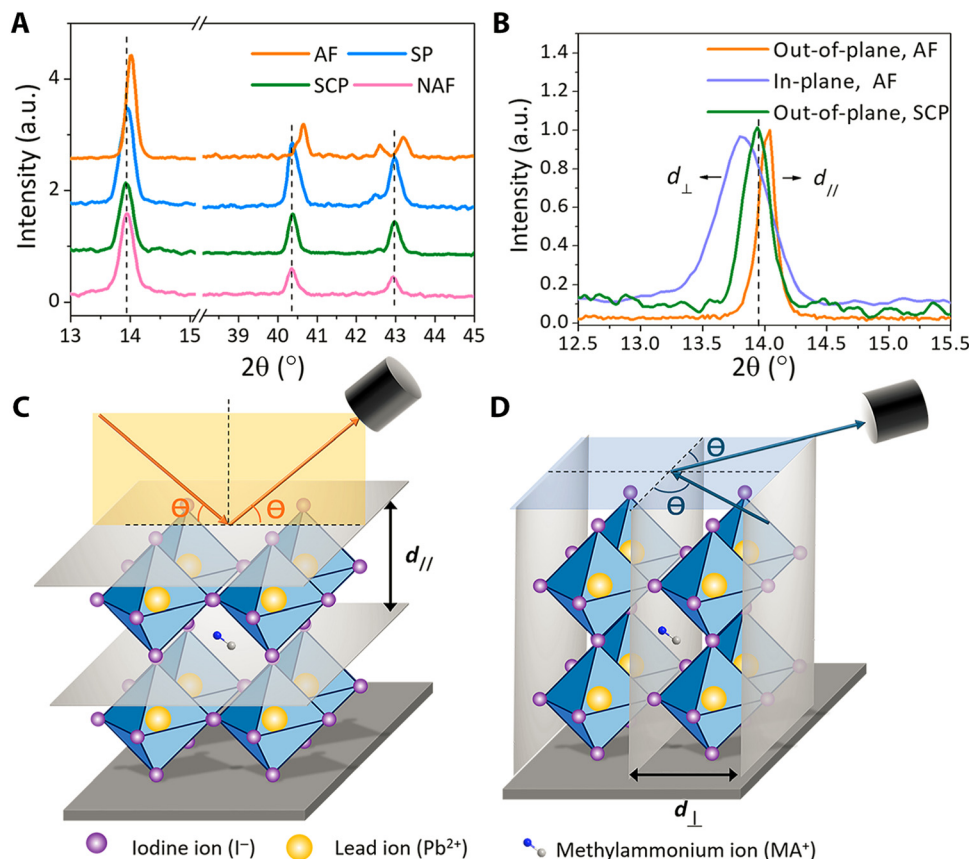 A
AF
SP
SCP
NAF
Intensity (a.u.)
4
2
0
13
14
15
39
40
41
42
43
44
45
2θ (°)
B
Out-of-plane, AF
In-plane, AF
Out-of-plane, SCP
d⊥
d//
Intensity (a.u.)
1.4
1.2
1.0
0.8
0.6
0.4
0.2
0.0
12.5
13.0
13.5
14.0
14.5
15.0
15.5
2θ (°)
C
Θ
Θ
d//
D
Θ
Θ
d⊥
Iodine ion (I⁻)
Lead ion (Pb²⁺)
Methylammonium ion (MA⁺)